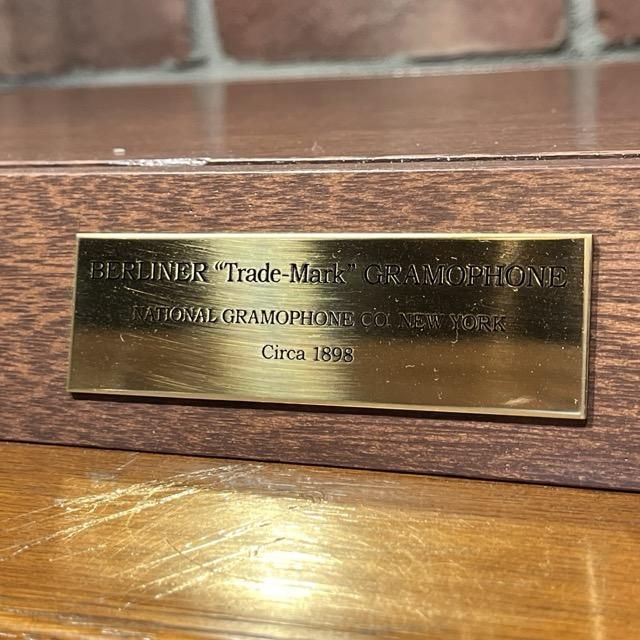 BERLINER “Trade-Mark” GRAMOPHONE
NATIONAL GRAMOPHONE CO. NEW YORK
Circa 1898